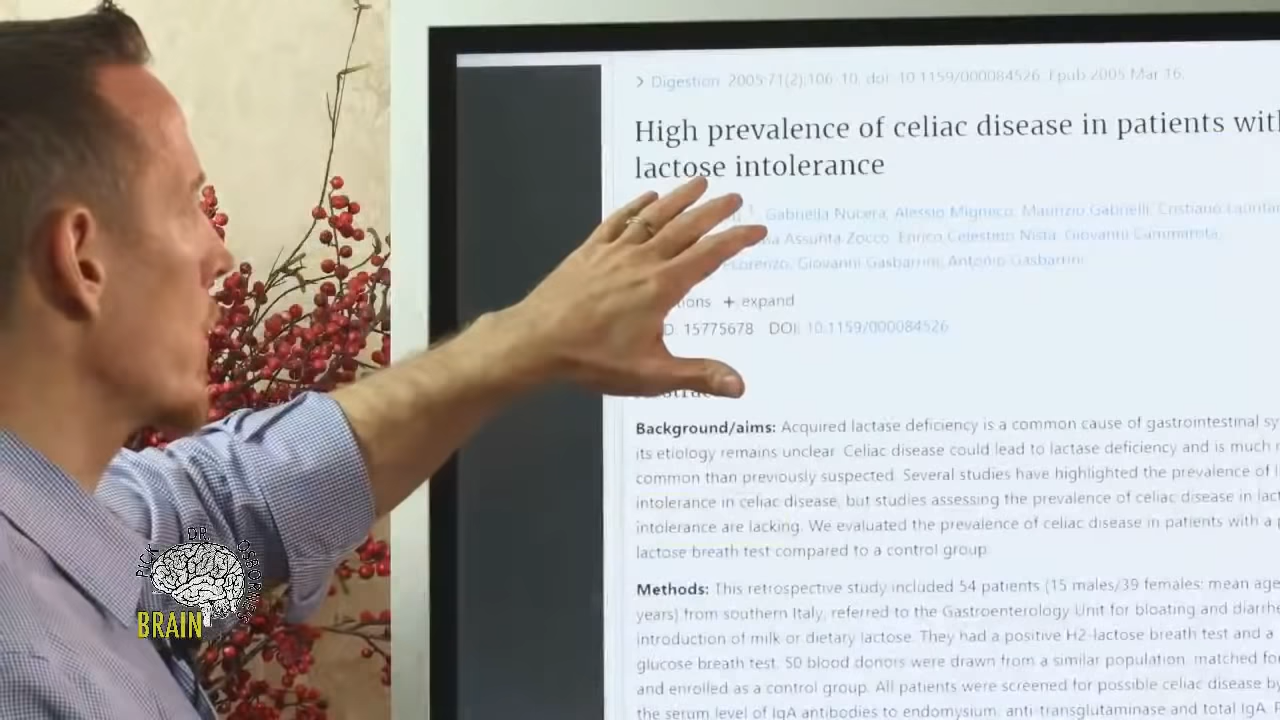 > Digestion. 2005;71(2):106-10. doi: 10.1159/000084526. Epub 2005 Mar 16.
High prevalence of celiac disease in patients with
lactose intolerance
1, Gabriella Nucera, Alessio Migneco, Maurizio Gabrielli, Cristiano
Assunta Zocco, Enrico Celestino Nista, Giovanni Cammarota,
Giovanni Gasbarrini, Antonio Gasbarrini
+ expand
15775678 DOI: 10.1159/000084526
Background/aims: Acquired lactase deficiency is a common cause of gastrointestinal sy
its etiology remains unclear. Celiac disease could lead to lactase deficiency and is much
common than previously suspected. Several studies have highlighted the prevalence of
intolerance in celiac disease, but studies assessing the prevalence of celiac disease in lact
intolerance are lacking. We evaluated the prevalence of celiac disease in patients with a
lactose breath test compared to a control group.
Methods: This retrospective study included 54 patients (15 males/39 females; mean age
years) from southern Italy, referred to the Gastroenterology Unit for bloating and diarrh
introduction of milk or dietary lactose. They had a positive H2-lactose breath test and a
glucose breath test. 50 blood donors were drawn from a similar population, matched for
and enrolled as a control group. All patients were screened for possible celiac disease by
the serum level of IgA antibodies to endomysium, anti-transglutaminase and total IgA.
PICK DR. OSBORNE'S
BRAIN